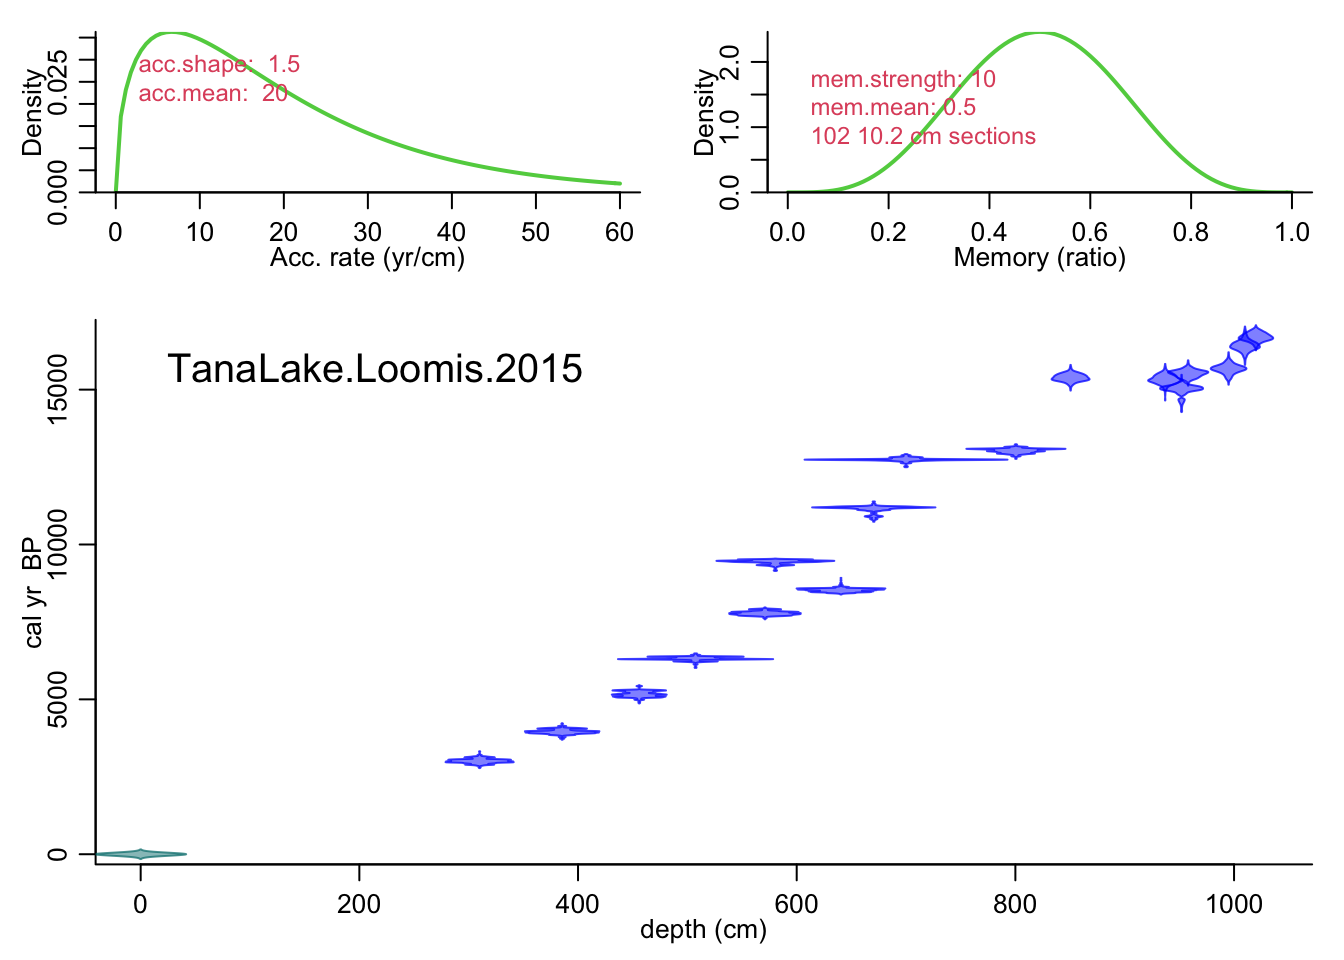 Density
0.000
0.025
acc.shape: 1.5
acc.mean: 20
0 10 20 30 40 50 60
Acc. rate (yr/cm)
Density
0.0
1.0
2.0
mem.strength: 10
mem.mean: 0.5
102 10.2 cm sections
0.0 0.2 0.4 0.6 0.8 1.0
Memory (ratio)
TanaLake.Loomis.2015
cal yr BP
0
5000
10000
15000
0 200 400 600 800 1000
depth (cm)